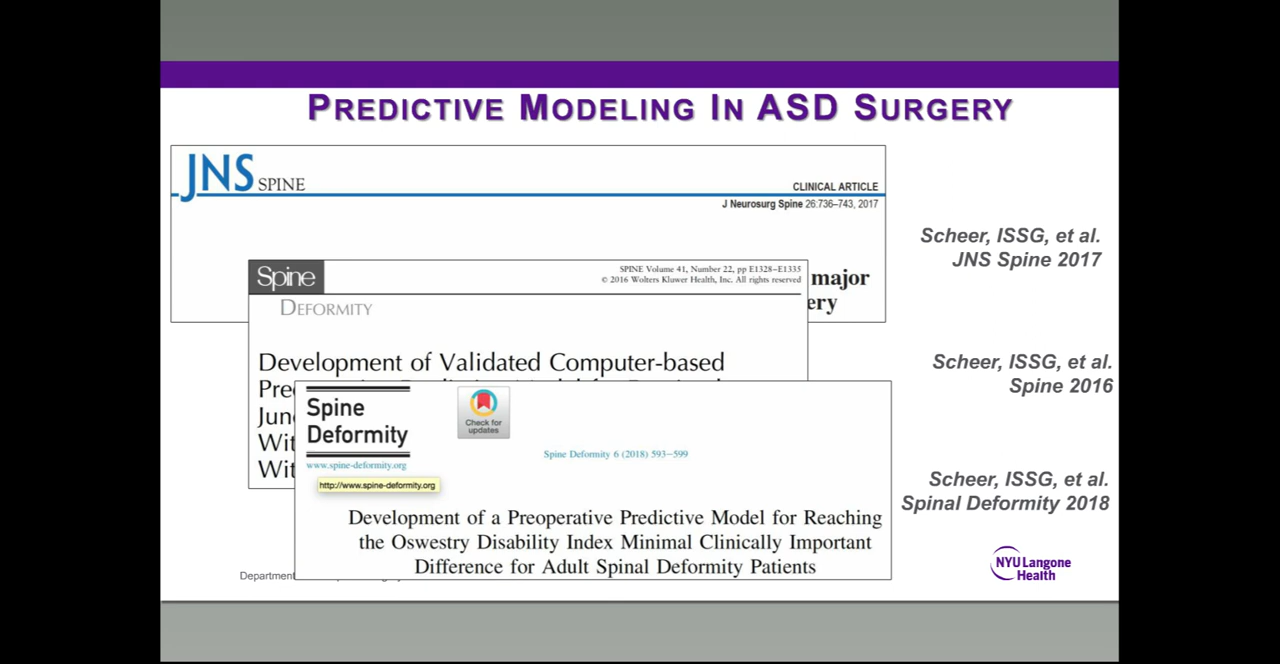 PREDICTIVE MODELING IN ASD SURGERY
JNS SPINE
CLINICAL ARTICLE
J Neurosurg Spine 26:736–743, 2017
major
ery
Scheer, ISSG, et al.
JNS Spine 2017
Spine
SPINE Volume 41, Number 22, pp E1328–E1335
© 2016 Wolters Kluwer Health, Inc. All rights reserved
DEFORMITY
Development of Validated Computer-based
Pre
Jun
Wit
Wit
Scheer, ISSG, et al.
Spine 2016
Spine
Deformity
Check for
updates
www.spine-deformity.org
Spine Deformity 6 (2018) 593–599
http://www.spine-deformity.org
Development of a Preoperative Predictive Model for Reaching
the Oswestry Disability Index Minimal Clinically Important
Difference for Adult Spinal Deformity Patients
Scheer, ISSG, et al.
Spinal Deformity 2018
Department
NYU Langone
Health